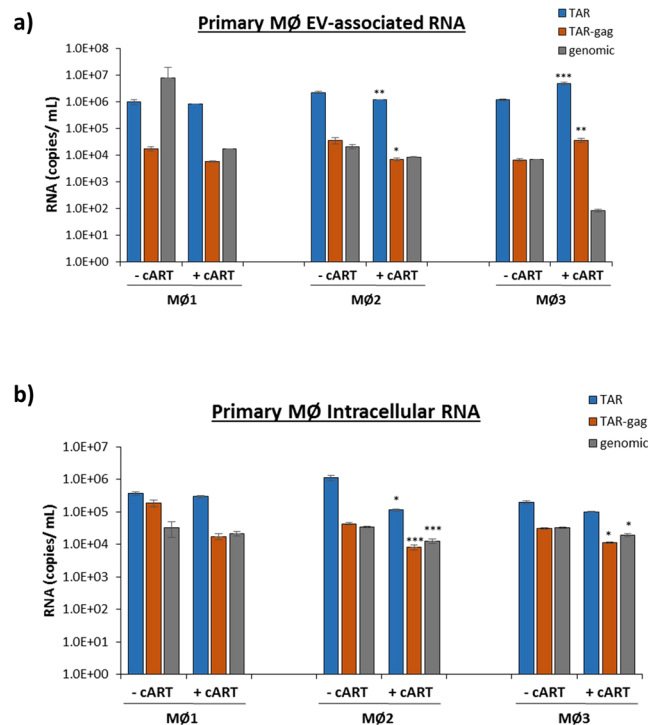 a)
Primary MØ EV-associated RNA
TAR
TAR-gag
genomic
RNA (copies/ mL)
1.0E+08
1.0E+07
1.0E+06
1.0E+05
1.0E+04
1.0E+03
1.0E+02
1.0E+01
1.0E+00
** * *** **
- cART + cART - cART + cART - cART + cART
MØ1 MØ2 MØ3
b)
Primary MØ Intracellular RNA
TAR
TAR-gag
genomic
RNA (copies/ mL)
1.0E+07
1.0E+06
1.0E+05
1.0E+04
1.0E+03
1.0E+02
1.0E+01
1.0E+00
* *** *** * *
- cART + cART - cART + cART - cART + cART
MØ1 MØ2 MØ3